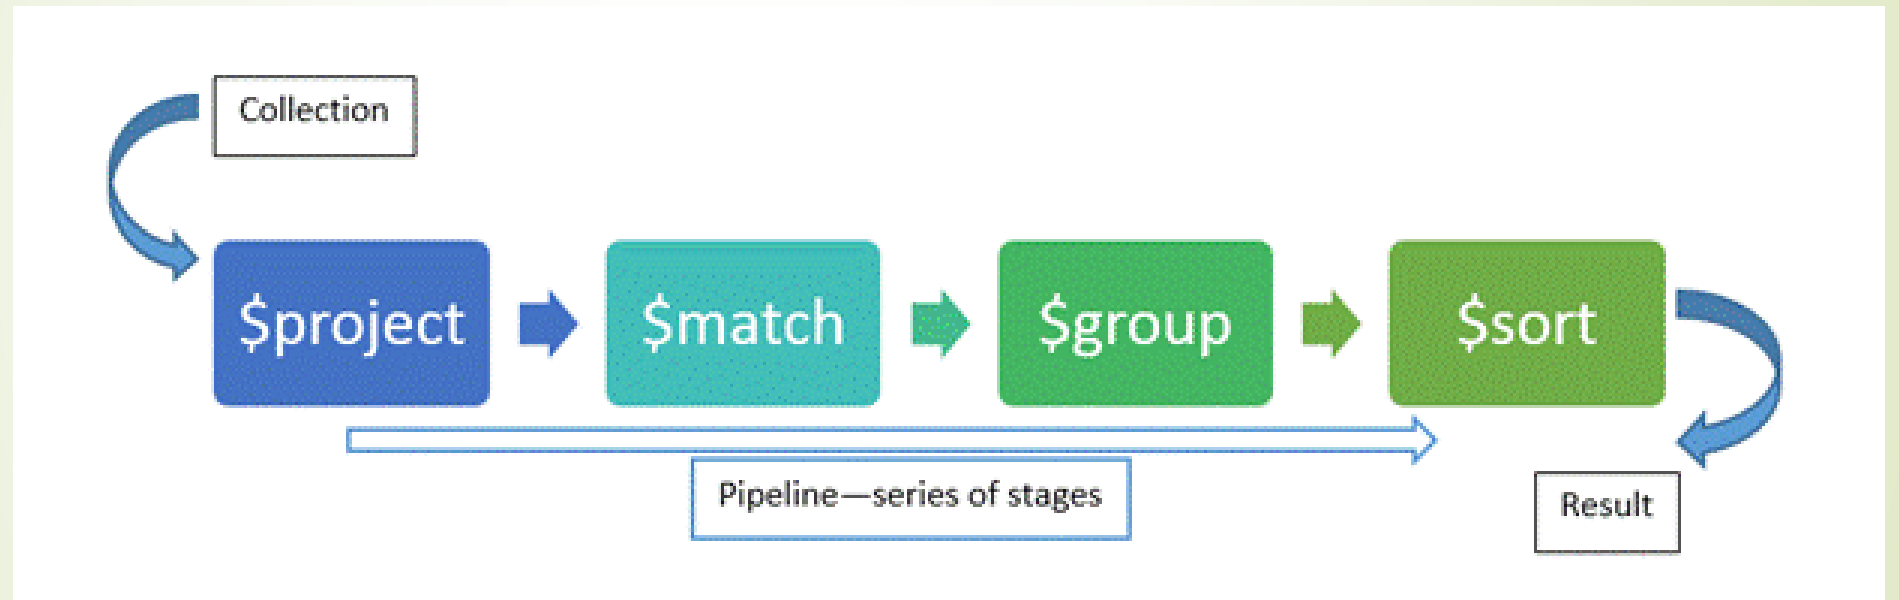 Collection
$project
$match
$group
$sort
Pipeline—series of stages
Result